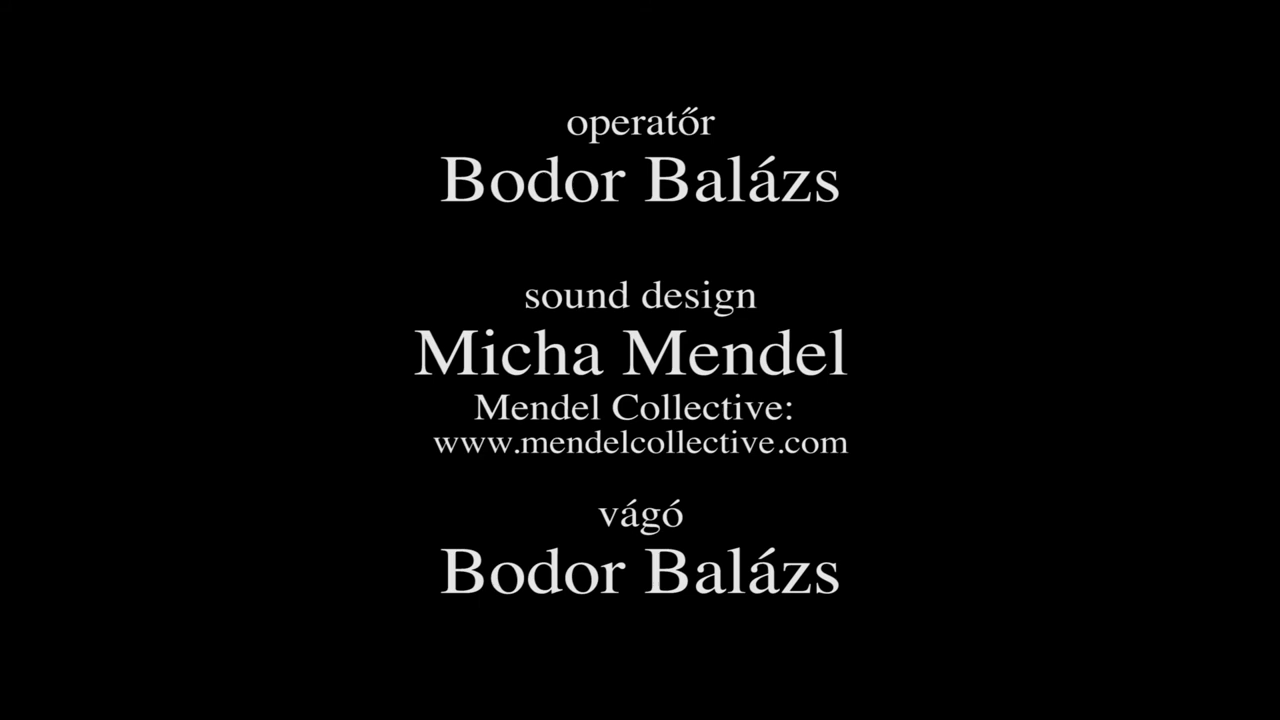 operatőr
Bodor Balázs
sound design
Micha Mendel
Mendel Collective:
www.mendelcollective.com
vágó
Bodor Balázs